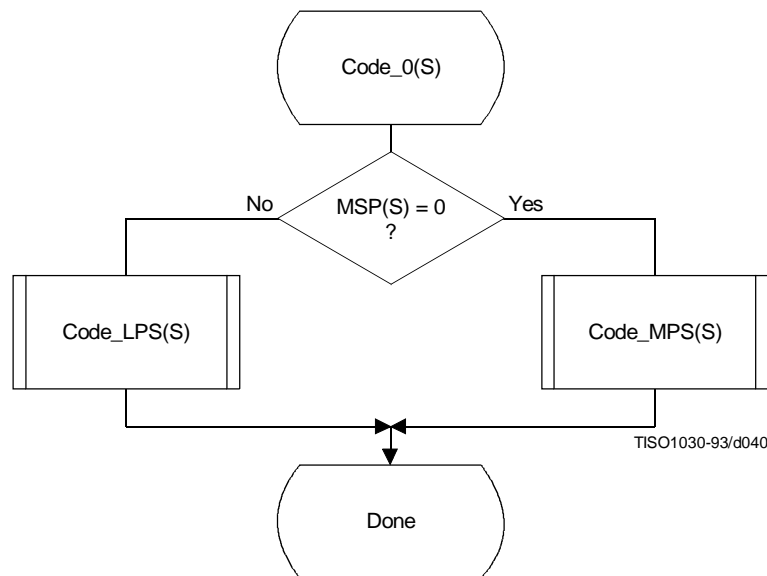 Code_0(S)
No
MSP(S) = 0
?
Yes
Code_LPS(S)
Code_MPS(S)
TISO1030-93/d040
Done